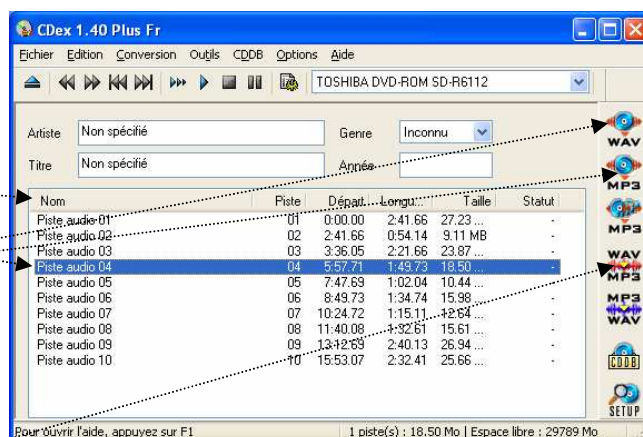 CDex 1.40 Plus Fr
Fichier Edition Conversion Outils CDDB Options Aide
TOSHIBA DVD-ROM SD-R6112
Artiste Non spécifié Genre Inconnu
Titre Non spécifié Année
Nom Piste Départ... Longu... Taille Statut
Piste audio 01 01 0:00.00 2:41.66 27.23 ... -
Piste audio 02 02 2:41.66 0:54.14 9.11 MB -
Piste audio 03 03 3:36.05 2:21.66 23.87 ... -
Piste audio 04 04 5:57.71 1:49.73 18.50 ... -
Piste audio 05 05 7:47.69 1:02.04 10.44 ... -
Piste audio 06 06 8:49.73 1:34.74 15.98 ... -
Piste audio 07 07 10:24.72 1:15.11 12.64 ... -
Piste audio 08 08 11:40.08 1:32.61 15.61 ... -
Piste audio 09 09 13:12.69 2:40.13 26.94 ... -
Piste audio 10 10 15:53.07 2:32.41 25.66 ... -
WAV
MP3
MP3
WAV
MP3
MP3
WAV
CDDB
SETUP
Pour ouvrir l'aide, appuyez sur F1 1 piste(s) : 18.50 Mo | Espace libre : 29789 Mo